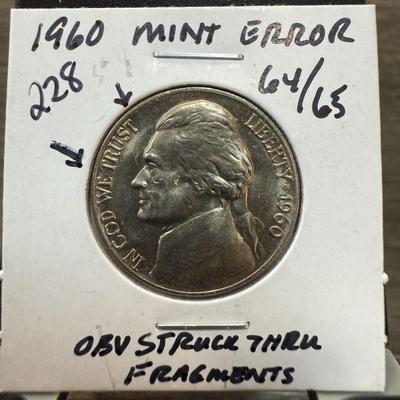 1960 MINT ERROR
228
64/65
IN GOD WE TRUST
LIBERTY 1960
OBV STRUCK THRU
FRAGMENTS